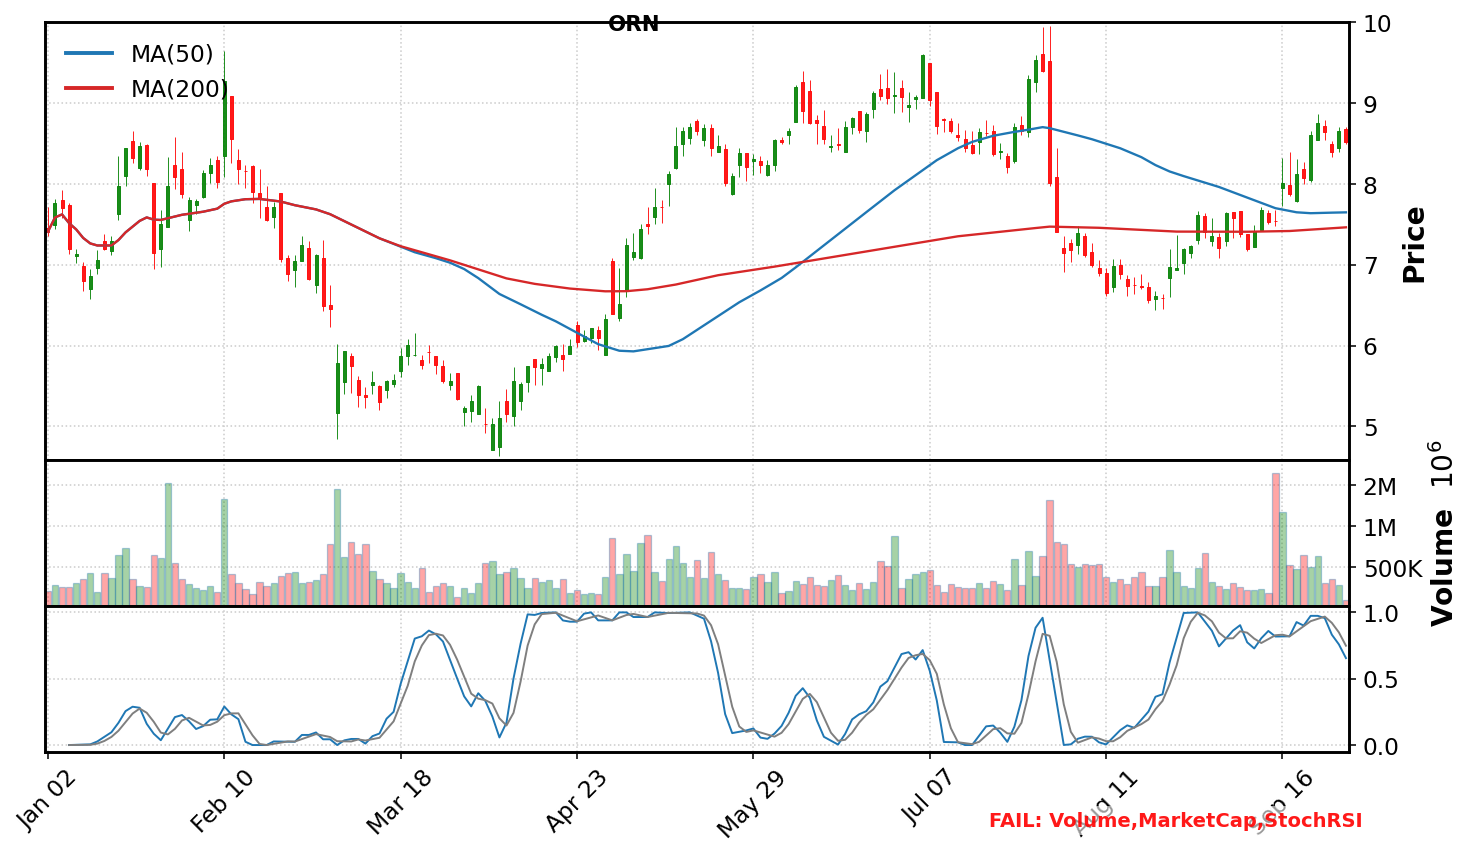 ORN
MA(50)
MA(200)
10
9
8
7
6
5
Price
2M
1M
500K
Volume 10^6
1.0
0.5
0.0
Jan 02
Feb 10
Mar 18
Apr 23
May 29
Jul 07
Aug 11
Sep 16
FAIL: Volume,MarketCap,StochRSI